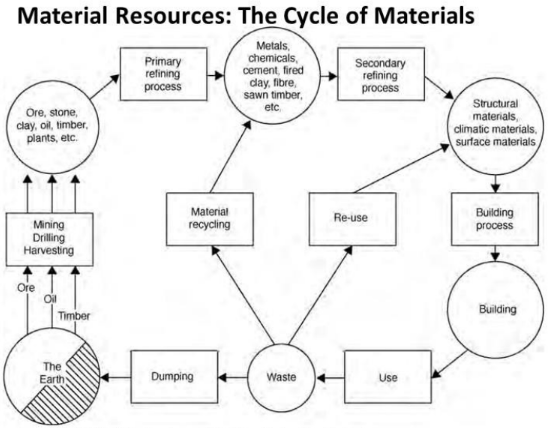 Material Resources: The Cycle of Materials
Primary
refining
process
Metals,
chemicals,
cement, fired
clay, fibre,
sawn timber,
etc.
Secondary
refining
process
Ore, stone,
clay, oil, timber,
plants, etc.
Structural
materials,
climatic materials,
surface materials
Mining
Drilling
Harvesting
Material
recycling
Re-use
Building
process
Ore
Oil
Timber
Building
The
Earth
Dumping
Waste
Use